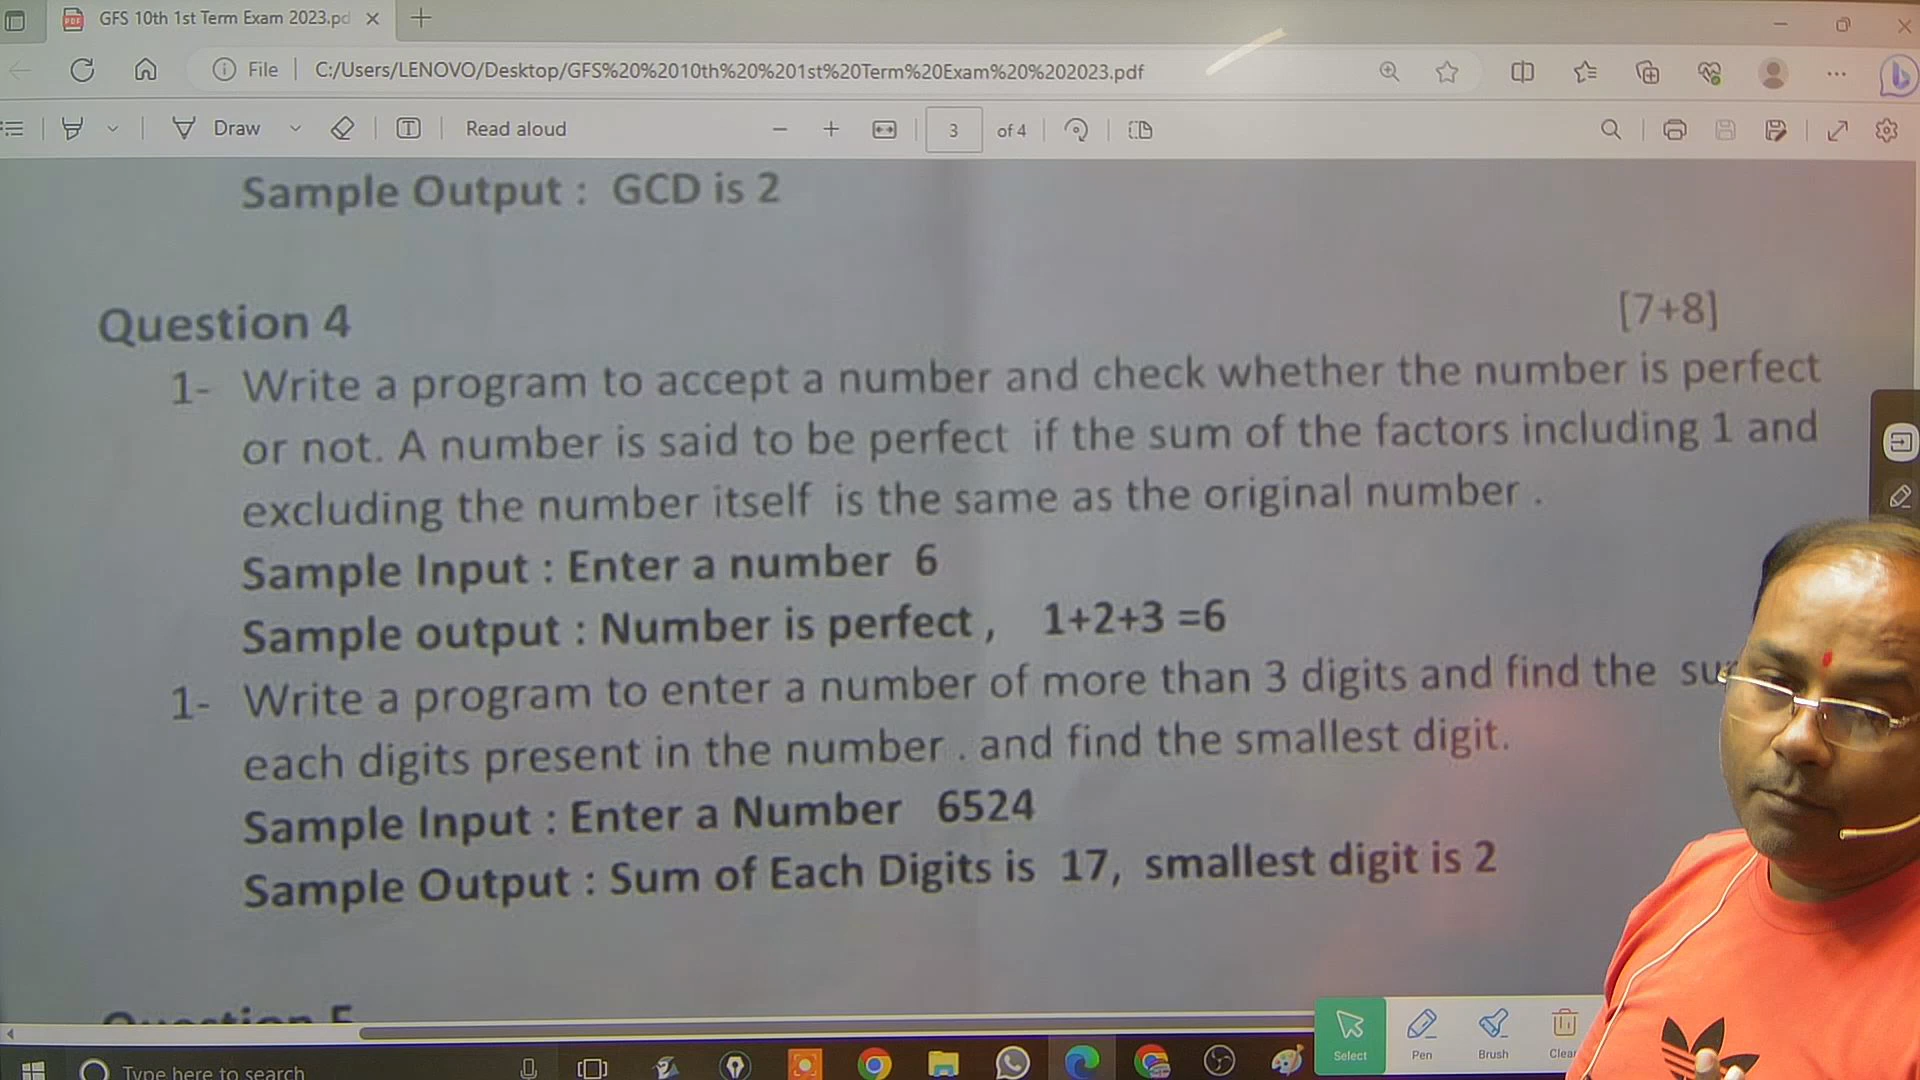 GFS 10th 1st Term Exam 2023.pd
File C:/Users/LENOVO/Desktop/GFS%20%2010th%20%201st%20Term%20Exam%20%202023.pdf
Draw Read aloud 3 of 4
Sample Output : GCD is 2
Question 4 [7+8]
1- Write a program to accept a number and check whether the number is perfect
or not. A number is said to be perfect if the sum of the factors including 1 and
excluding the number itself is the same as the original number .
Sample Input : Enter a number 6
Sample output : Number is perfect , 1+2+3 =6
1- Write a program to enter a number of more than 3 digits and find the
each digits present in the number . and find the smallest digit.
Sample Input : Enter a Number 6524
Sample Output : Sum of Each Digits is 17, smallest digit is 2
Question 5
Select Pen Brush Clear
Type here to search